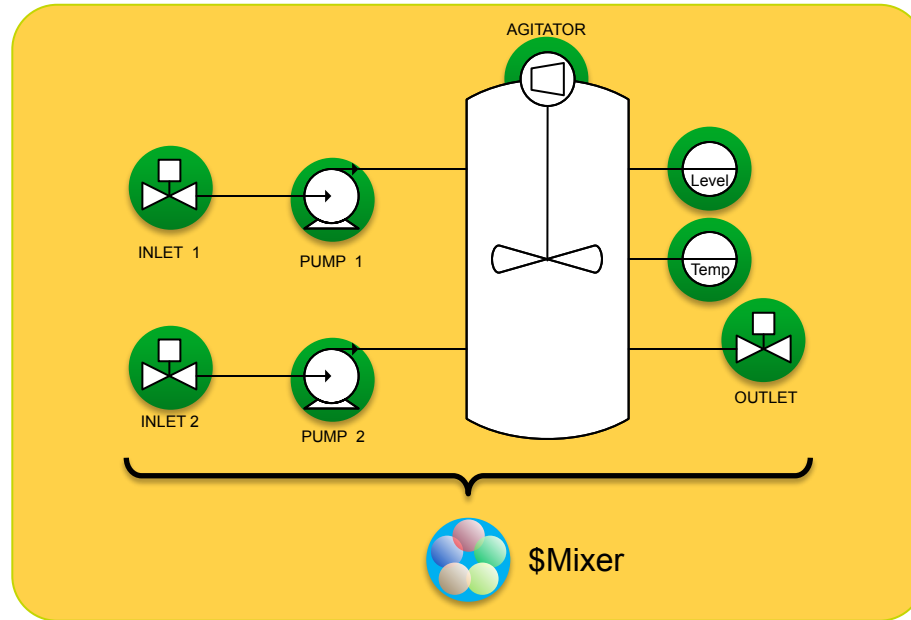 AGITATOR
Level
INLET 1
PUMP 1
Temp
INLET 2
PUMP 2
OUTLET
$Mixer